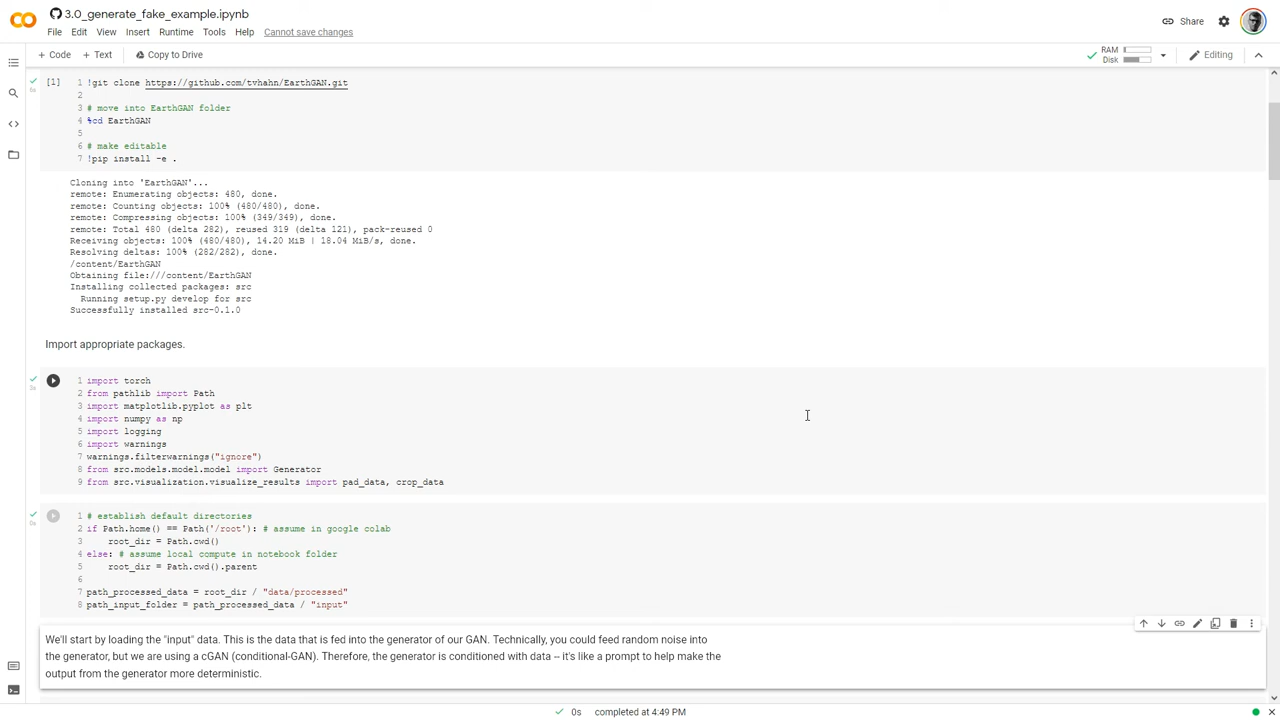 3.0_generate_fake_example.ipynb
File Edit View Insert Runtime Tools Help Cannot save changes
Share
+ Code + Text Copy to Drive
RAM
Disk
Editing
[1] 1 !git clone https://github.com/tvhahn/EarthGAN.git
2
3 # move into EarthGAN folder
4 %cd EarthGAN
5
6 # make editable
7 !pip install -e .
6s
Cloning into 'EarthGAN'...
remote: Enumerating objects: 480, done.
remote: Counting objects: 100% (480/480), done.
remote: Compressing objects: 100% (349/349), done.
remote: Total 480 (delta 282), reused 319 (delta 121), pack-reused 0
Receiving objects: 100% (480/480), 14.20 MiB | 18.04 MiB/s, done.
Resolving deltas: 100% (282/282), done.
/content/EarthGAN
Obtaining file:///content/EarthGAN
Installing collected packages: src
Running setup.py develop for src
Successfully installed src-0.1.0
Import appropriate packages.
1 import torch
2 from pathlib import Path
3 import matplotlib.pyplot as plt
4 import numpy as np
5 import logging
6 import warnings
7 warnings.filterwarnings("ignore")
8 from src.models.model.model import Generator
9 from src.visualization.visualize_results import pad_data, crop_data
1 # establish default directories
0s
2 if Path.home() == Path('/root'): # assume in google colab
3 root_dir = Path.cwd()
4 else: # assume local compute in notebook folder
5 root_dir = Path.cwd().parent
6
7 path_processed_data = root_dir / "data/processed"
8 path_input_folder = path_processed_data / "input"
We'll start by loading the "input" data. This is the data that is fed into the generator of our GAN. Technically, you could feed random noise into
the generator, but we are using a cGAN (conditional-GAN). Therefore, the generator is conditioned with data -- it's like a prompt to help make the
output from the generator more deterministic.
0s completed at 4:49 PM